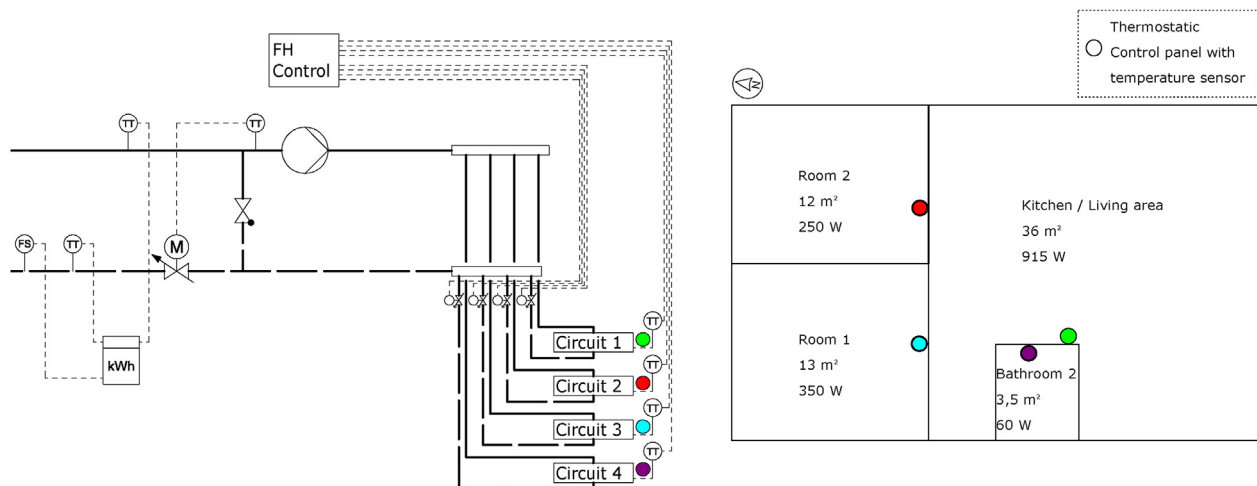 FH
Control
TT
TT
FS
TT
M
kWh
TT
Circuit 1
TT
Circuit 2
TT
Circuit 3
TT
Circuit 4
Thermostatic
Control panel with
temperature sensor
N
Room 2
12 m²
250 W
Kitchen / Living area
36 m²
915 W
Room 1
13 m²
350 W
Bathroom 2
3,5 m²
60 W